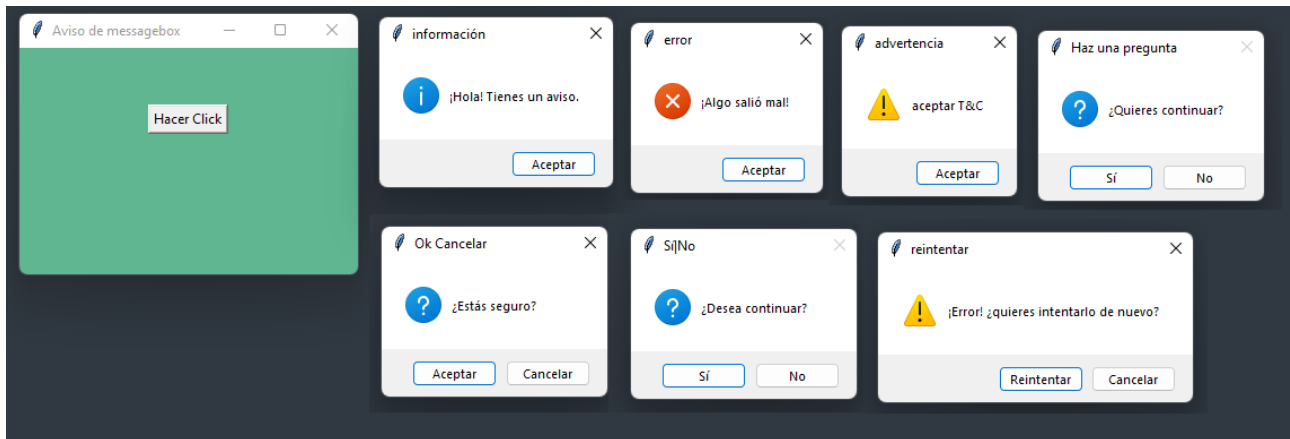 Aviso de messagebox
Hacer Click
información
¡Hola! Tienes un aviso.
Aceptar
error
¡Algo salió mal!
Aceptar
advertencia
aceptar T&C
Aceptar
Haz una pregunta
¿Quieres continuar?
Sí No
Ok Cancelar
¿Estás seguro?
Aceptar Cancelar
Sí|No
¿Desea continuar?
Sí No
reintentar
¡Error! ¿quieres intentarlo de nuevo?
Reintentar Cancelar